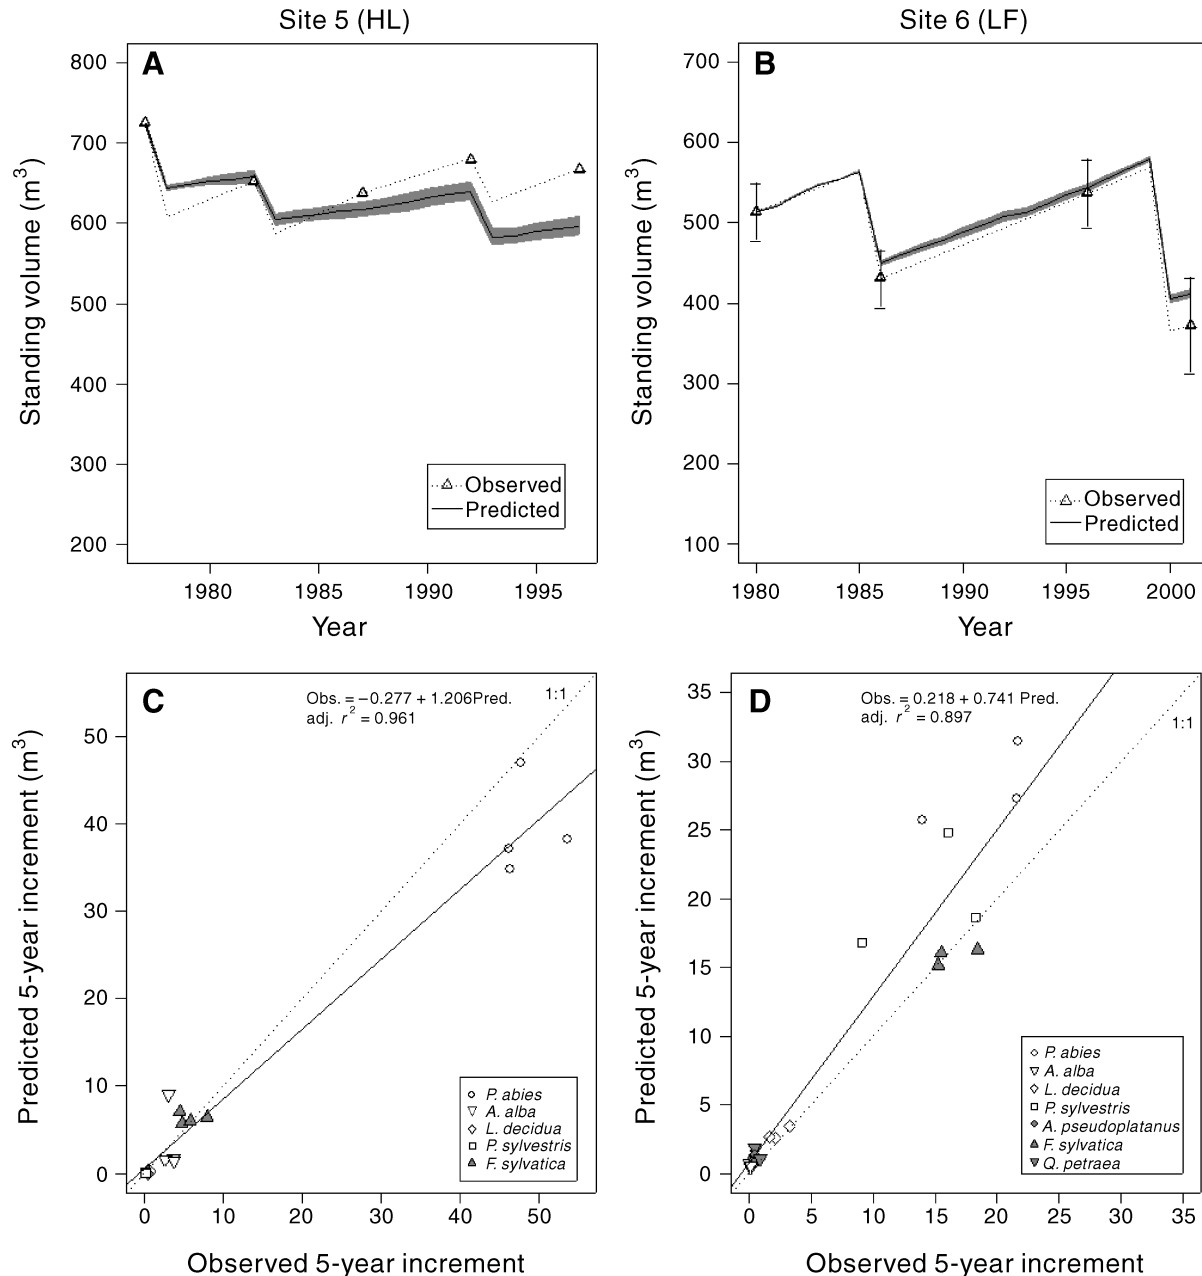 Site 5 (HL)
Site 6 (LF)
A
800
700
600
500
400
300
200
Standing volume (m³)
Observed
Predicted
1980
1985
1990
1995
Year
B
700
600
500
400
300
200
100
Standing volume (m³)
Observed
Predicted
1980
1985
1990
1995
2000
Year
C
Obs. = −0.277 + 1.206Pred.
adj. r² = 0.961
1:1
50
40
30
20
10
0
Predicted 5-year increment (m³)
P. abies
A. alba
L. decidua
P. sylvestris
F. sylvatica
0
10
20
30
40
50
Observed 5-year increment
D
Obs. = 0.218 + 0.741 Pred.
adj. r² = 0.897
1:1
35
30
25
20
15
10
5
0
Predicted 5-year increment (m³)
P. abies
A. alba
L. decidua
P. sylvestris
A. pseudoplatanus
F. sylvatica
Q. petraea
0
5
10
15
20
25
30
35
Observed 5-year increment